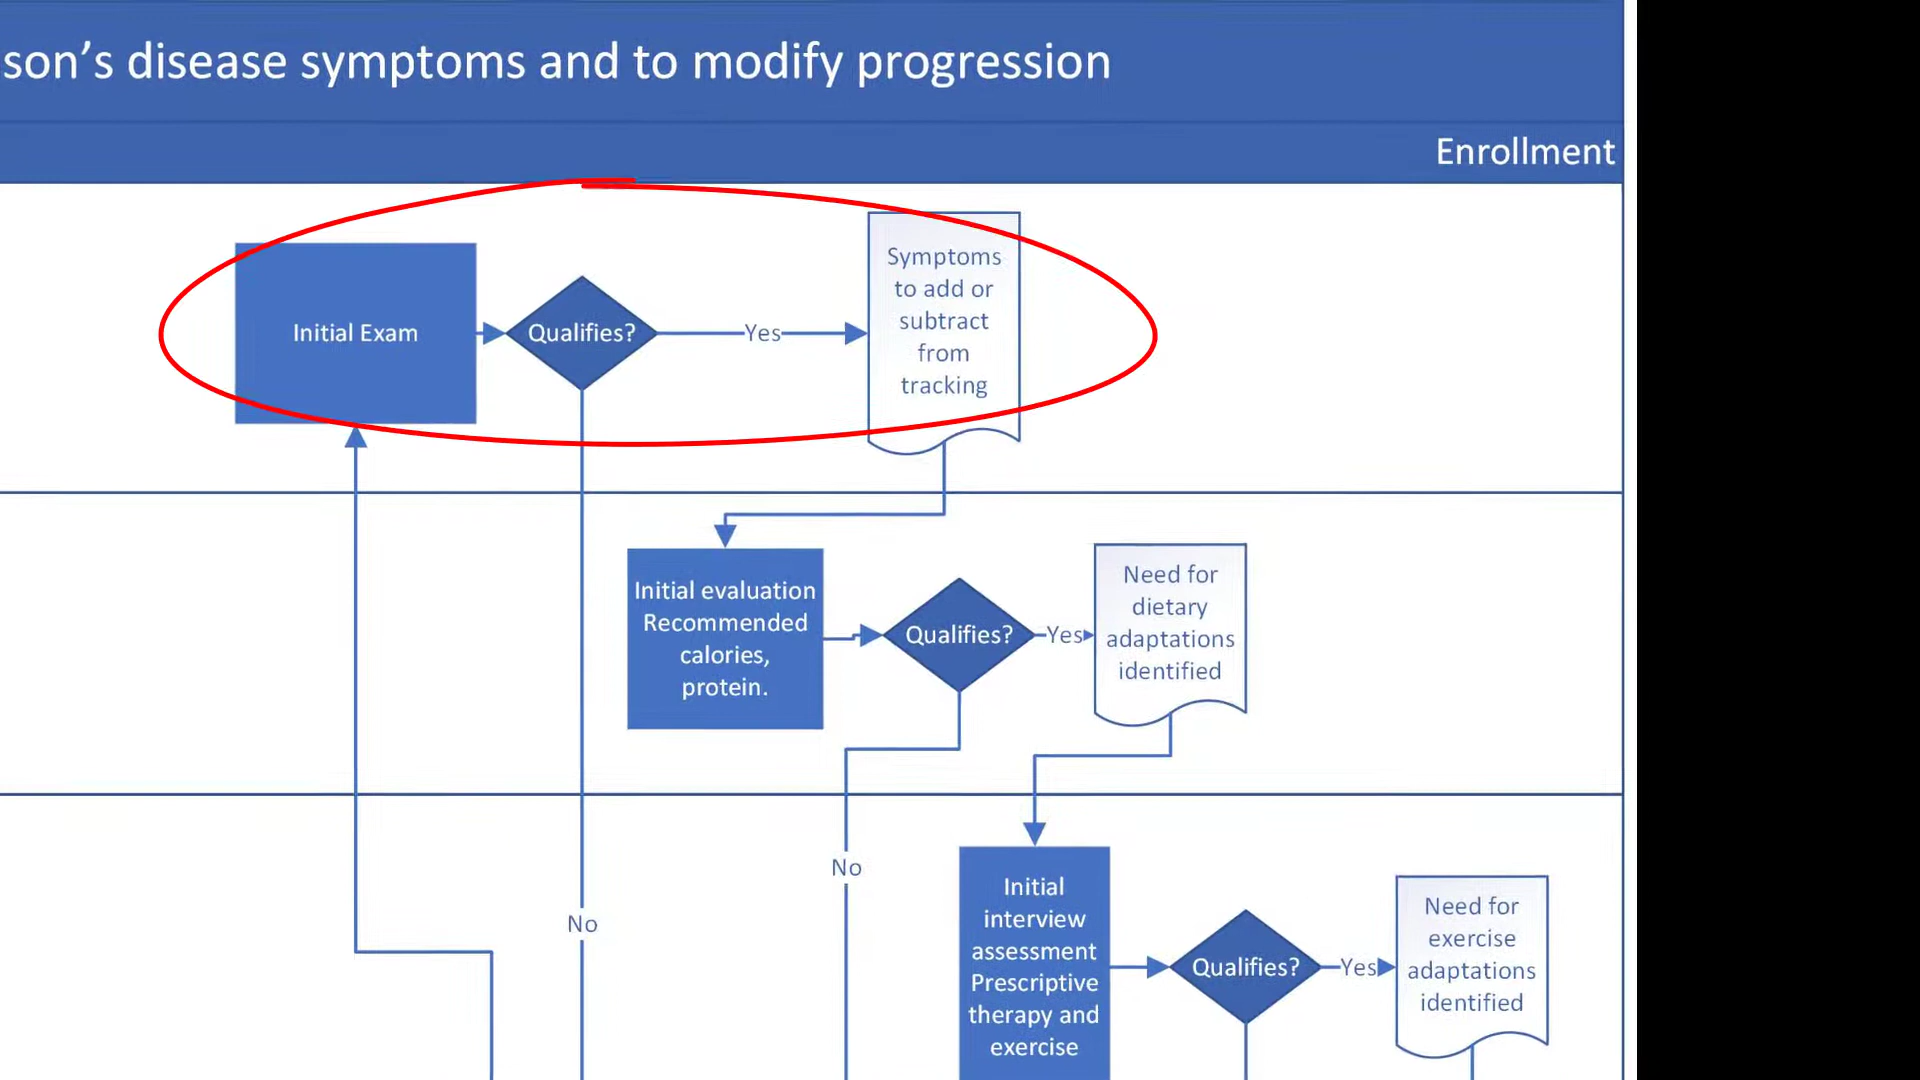 son’s disease symptoms and to modify progression
Enrollment
Initial Exam
Qualifies?
Yes
Symptoms
to add or
subtract
from
tracking
Initial evaluation
Recommended
calories,
protein.
Qualifies?
Yes
Need for
dietary
adaptations
identified
No
No
Initial
interview
assessment
Prescriptive
therapy and
exercise
Qualifies?
Yes
Need for
exercise
adaptations
identified